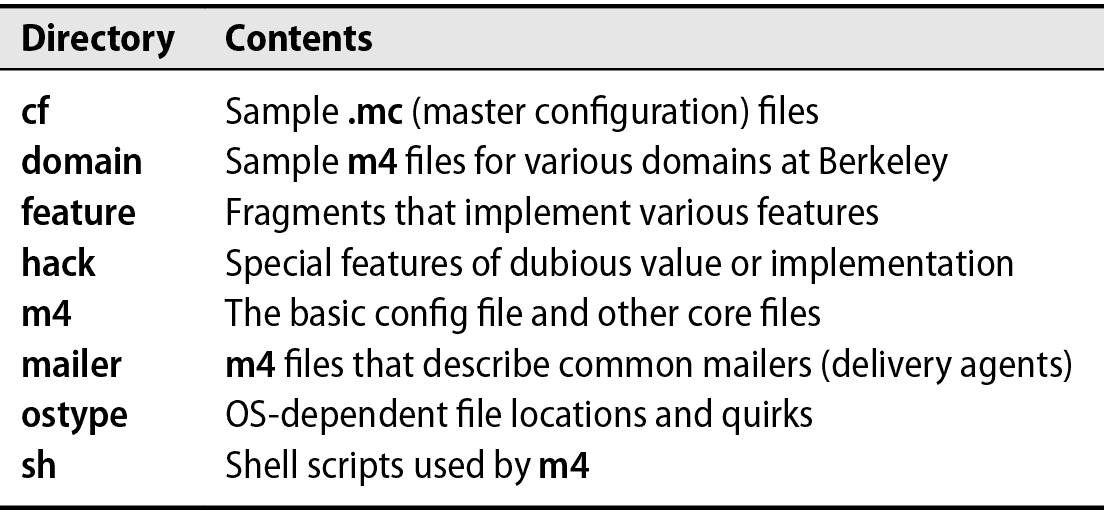 Directory Contents
cf Sample .mc (master configuration) files
domain Sample m4 files for various domains at Berkeley
feature Fragments that implement various features
hack Special features of dubious value or implementation
m4 The basic config file and other core files
mailer m4 files that describe common mailers (delivery agents)
ostype OS-dependent file locations and quirks
sh Shell scripts used by m4